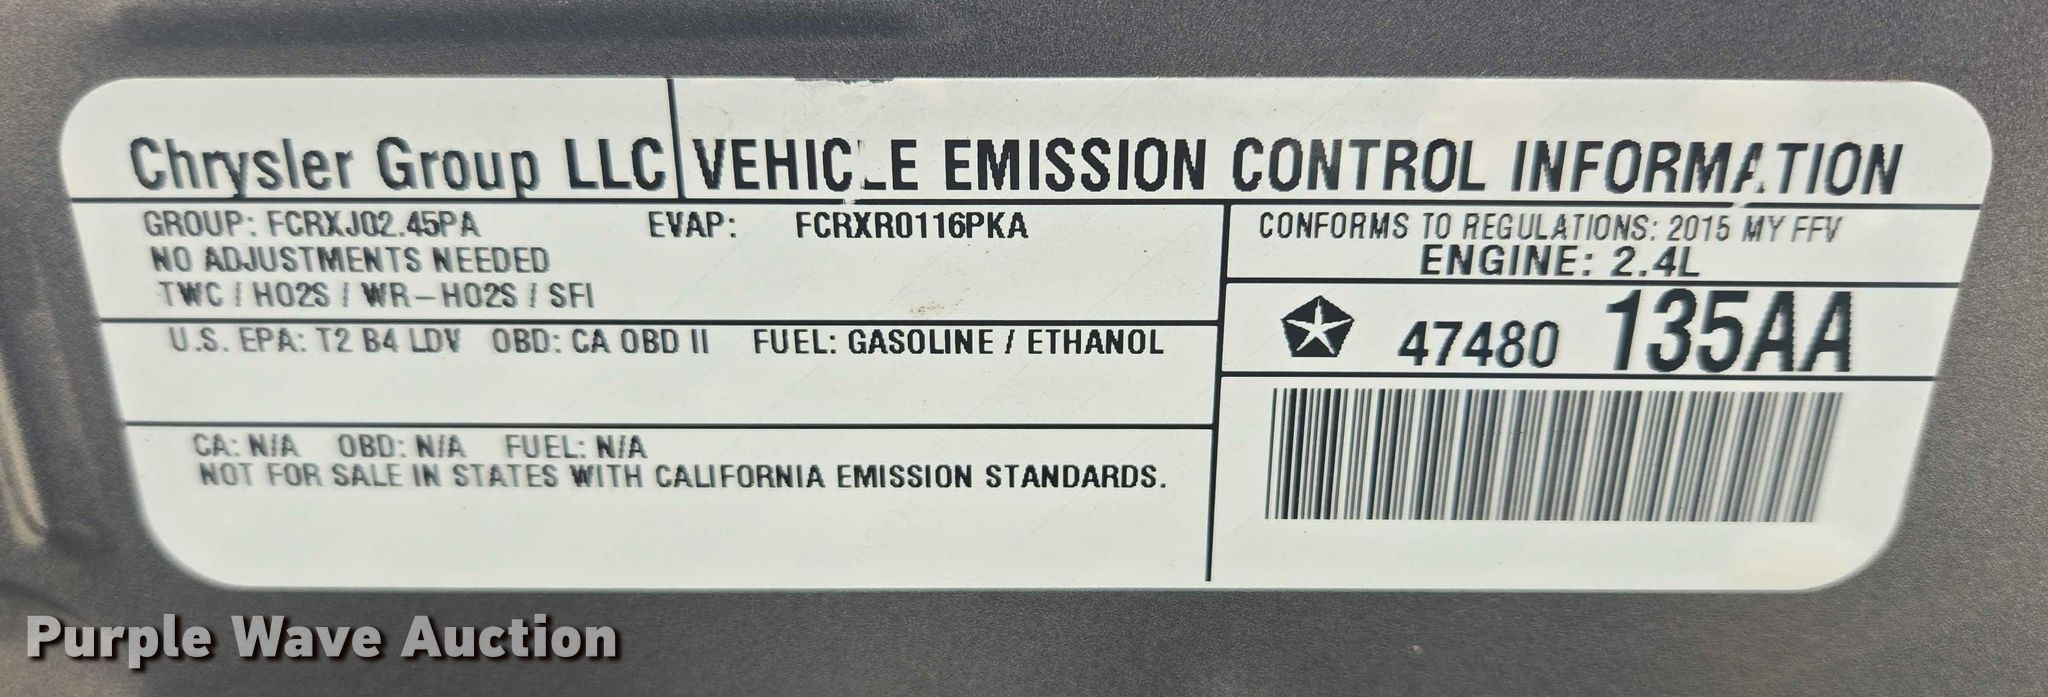 Chrysler Group LLC VEHICLE EMISSION CONTROL INFORMATION
GROUP: FCRXJ02.45PA EVAP: FCRXR0116PKA
NO ADJUSTMENTS NEEDED
TWC / HO2S / WR-HO2S / SFI
CONFORMS TO REGULATIONS: 2015 MY FFV
ENGINE: 2.4L
47480 135AA
U.S. EPA: T2 B4 LDV OBD: CA OBD II FUEL: GASOLINE / ETHANOL
CA: N/A OBD: N/A FUEL: N/A
NOT FOR SALE IN STATES WITH CALIFORNIA EMISSION STANDARDS.
Purple Wave Auction